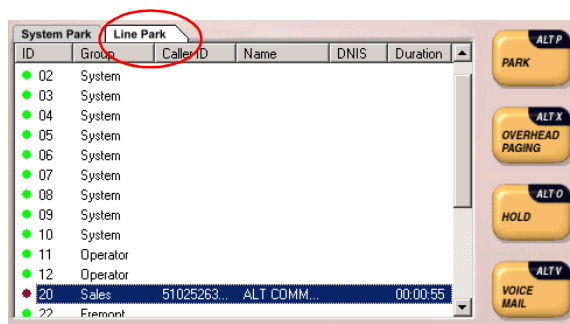 System Park Line Park
ID Group Caller ID Name DNIS Duration
02 System
03 System
04 System
05 System
06 System
07 System
08 System
09 System
10 System
11 Operator
12 Operator
20 Sales 51025263... ALT COMM... 00:00:55
22 Fremont
ALT P
PARK
ALT X
OVERHEAD
PAGING
ALT O
HOLD
ALT V
VOICE
MAIL